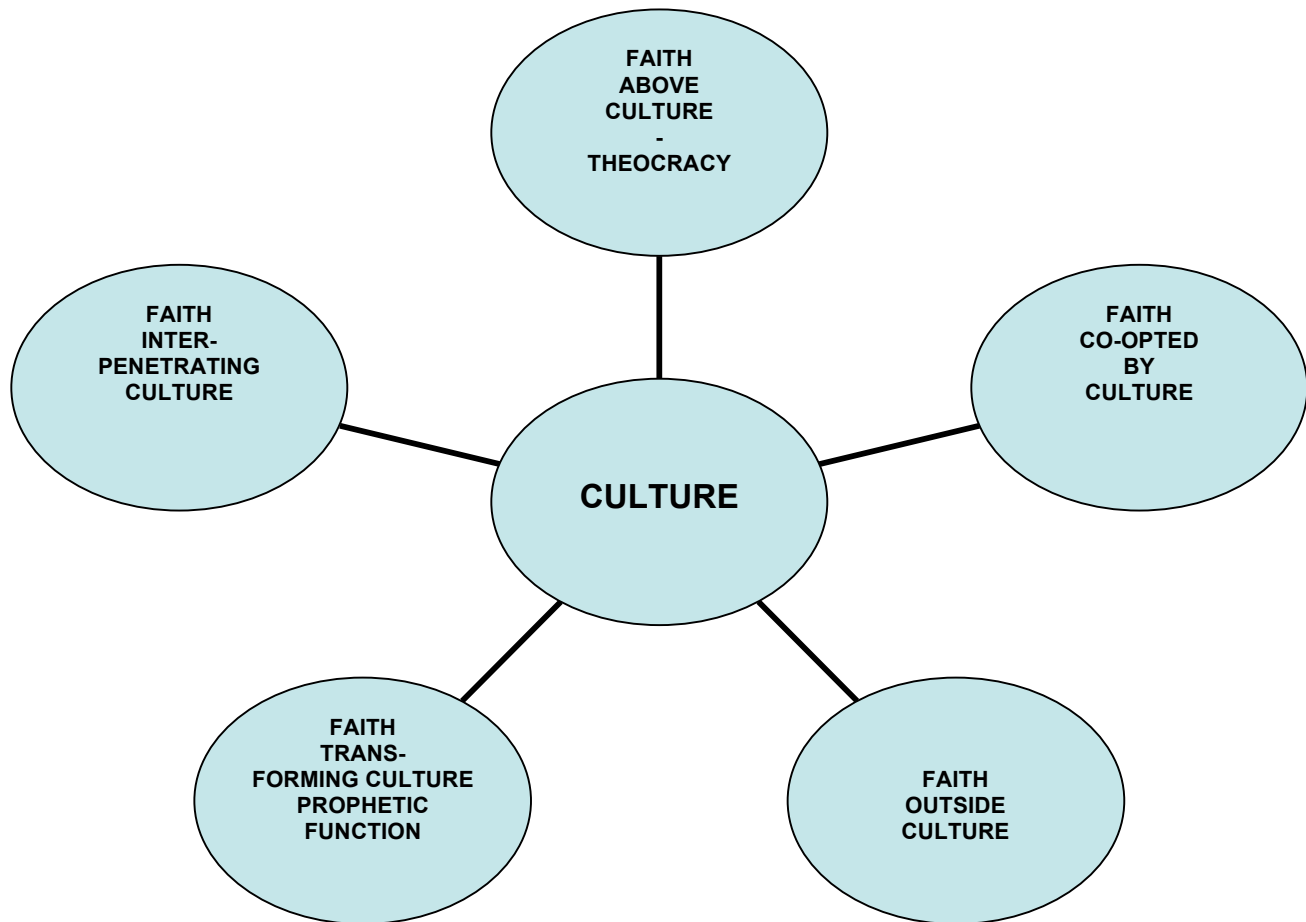 FAITH
ABOVE
CULTURE
-
THEOCRACY
FAITH
INTER-
PENETRATING
CULTURE
FAITH
CO-OPTED
BY
CULTURE
CULTURE
FAITH
TRANS-
FORMING CULTURE
PROPHETIC
FUNCTION
FAITH
OUTSIDE
CULTURE